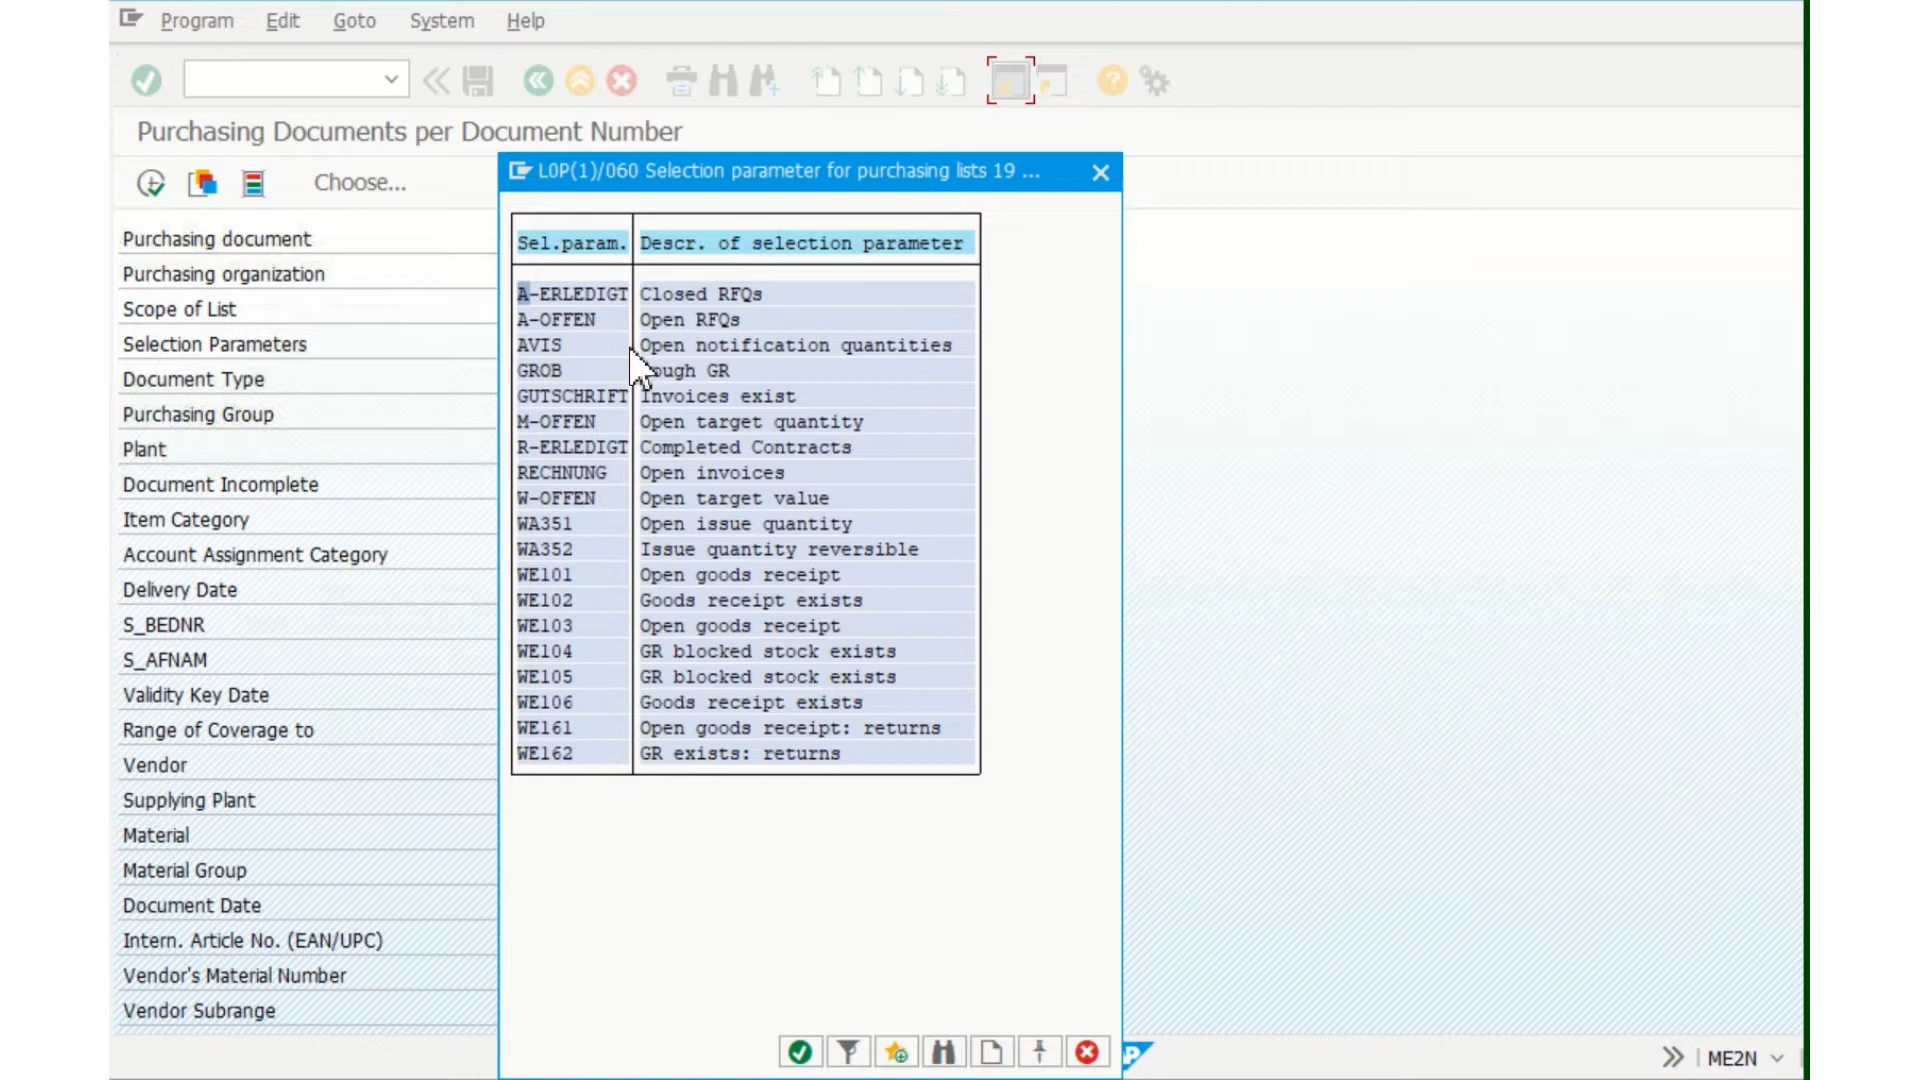 Program Edit Goto System Help
Purchasing Documents per Document Number
Choose...
L0P(1)/060 Selection parameter for purchasing lists 19 ...
Purchasing document
Purchasing organization
Scope of List
Selection Parameters
Document Type
Purchasing Group
Plant
Document Incomplete
Item Category
Account Assignment Category
Delivery Date
S_BEDNR
S_AFNAM
Validity Key Date
Range of Coverage to
Vendor
Supplying Plant
Material
Material Group
Document Date
Intern. Article No. (EAN/UPC)
Vendor's Material Number
Vendor Subrange
Sel.param. Descr. of selection parameter
A-ERLEDIGT Closed RFQs
A-OFFEN Open RFQs
AVIS Open notification quantities
GROB ough GR
GUTSCHRIFT Invoices exist
M-OFFEN Open target quantity
R-ERLEDIGT Completed Contracts
RECHNUNG Open invoices
W-OFFEN Open target value
WA351 Open issue quantity
WA352 Issue quantity reversible
WE101 Open goods receipt
WE102 Goods receipt exists
WE103 Open goods receipt
WE104 GR blocked stock exists
WE105 GR blocked stock exists
WE106 Goods receipt exists
WE161 Open goods receipt: returns
WE162 GR exists: returns
ME2N